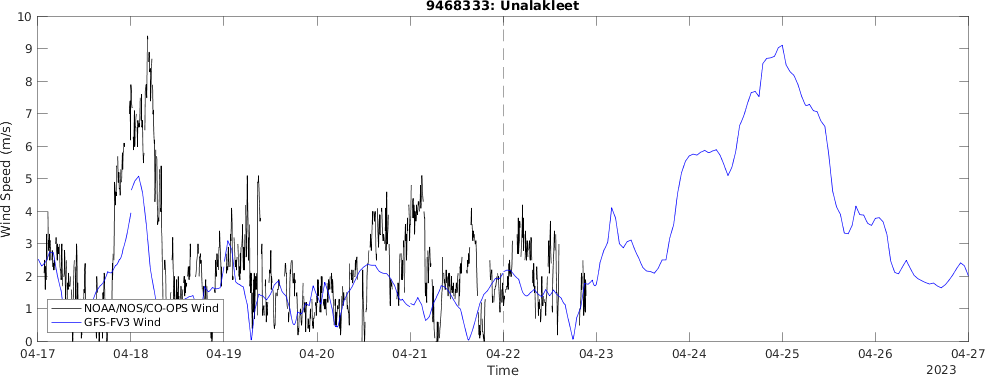 9468333: Unalakleet
10
9
8
7
6
5
4
3
2
1
0
Wind Speed (m/s)
NOAA/NOS/CO-OPS Wind
GFS-FV3 Wind
04-17 04-18 04-19 04-20 04-21 04-22 04-23 04-24 04-25 04-26 04-27
Time
2023